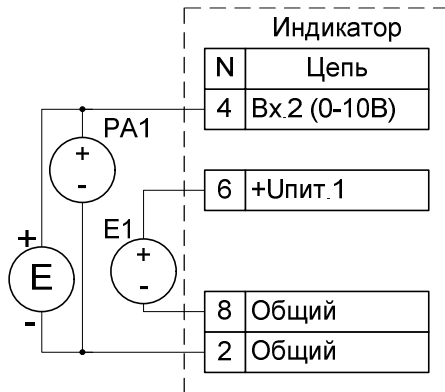 Индикатор
N Цепь
4 Вх.2 (0-10В)
PA1
+
-
6 +Uпит.1
E1
+
-
+
E
-
8 Общий
2 Общий